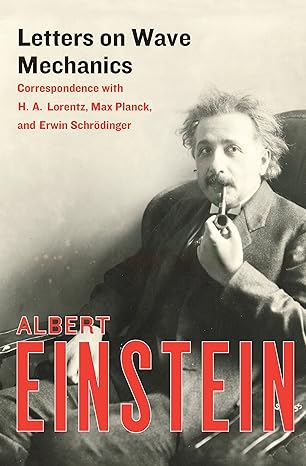 Letters on Wave
Mechanics
Correspondence with
H. A. Lorentz, Max Planck,
and Erwin Schrödinger
ALBERT
EINSTEIN